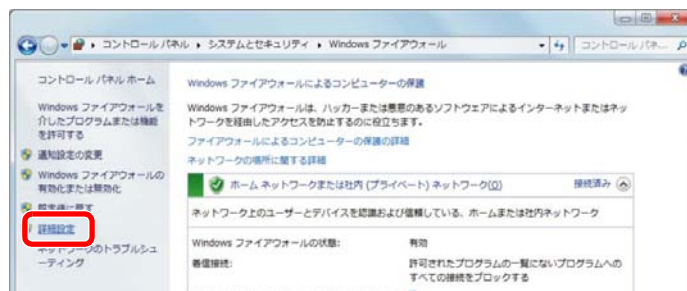 コントロール パネル ▸ システムとセキュリティ ▸ Windows ファイアウォール
コントロール パネ...
コントロール パネル ホーム
Windows ファイアウォールを
介したプログラムまたは機能
を許可する
通知設定の変更
Windows ファイアウォールの
有効化または無効化
既定値に戻す
詳細設定
ネットワークのトラブルシュ
ーティング
Windows ファイアウォールによるコンピューターの保護
Windows ファイアウォールは、ハッカーまたは悪意のあるソフトウェアによるインターネットまたはネッ
トワークを経由したアクセスを防止するのに役立ちます。
ファイアウォールによるコンピューターの保護の詳細
ネットワークの場所に関する詳細
ホーム ネットワークまたは社内 (プライベート) ネットワーク(O) 接続済み
ネットワーク上のユーザーとデバイスを認識および信頼している、ホームまたは社内ネットワーク
Windows ファイアウォールの状態: 有効
着信接続: 許可されたプログラムの一覧にないプログラムへの
すべての接続をブロックする